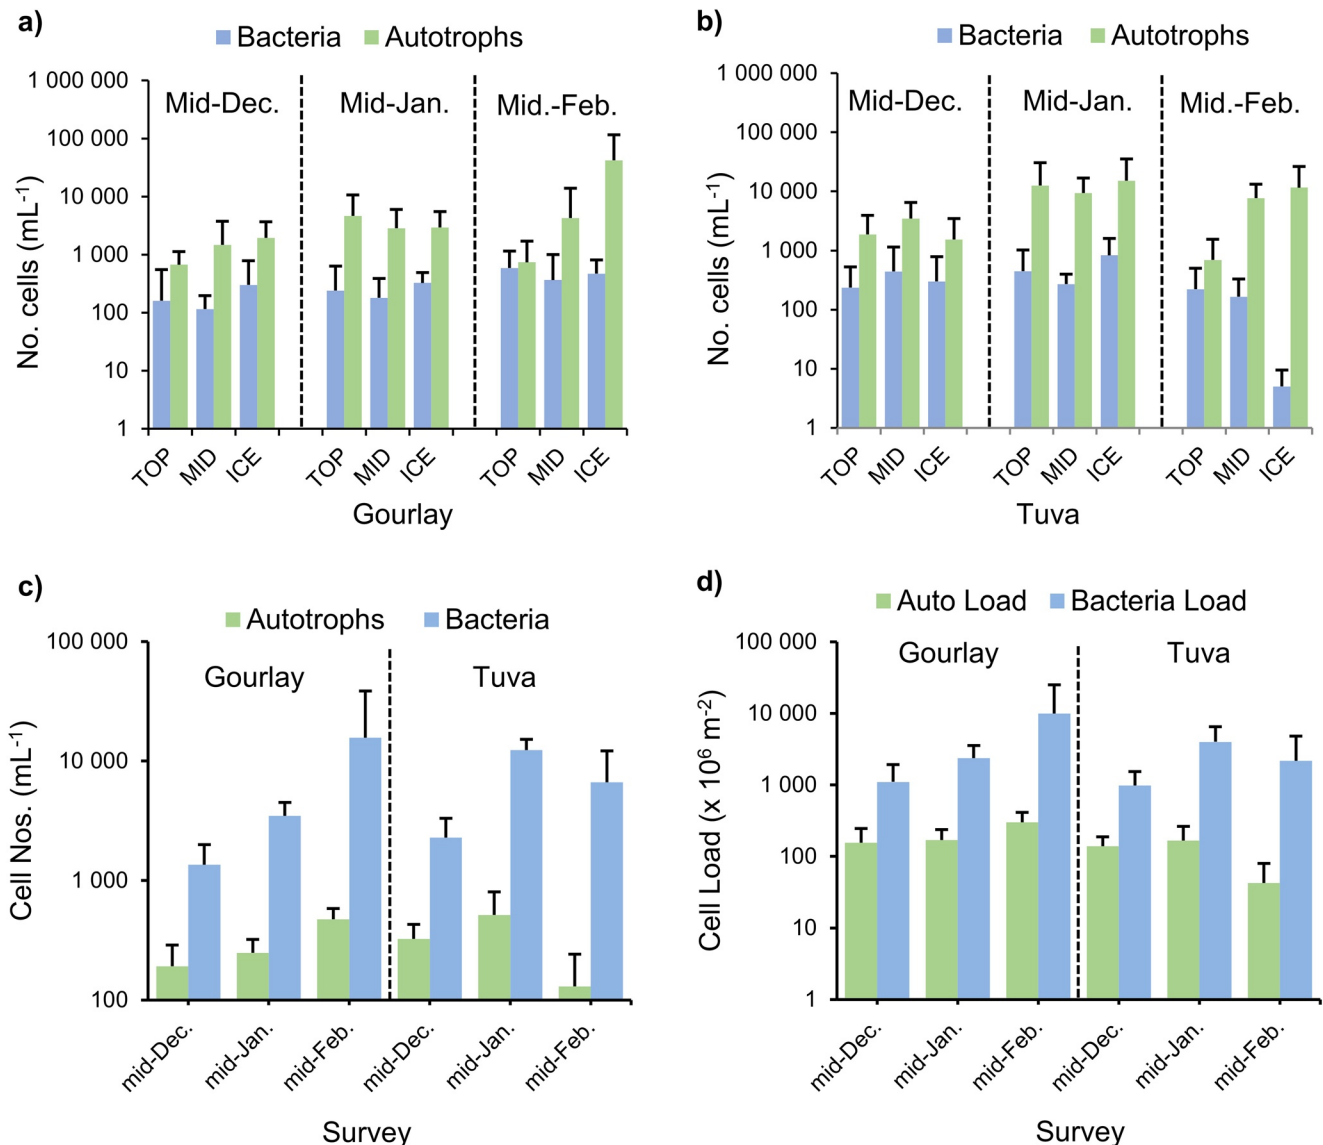 a)
Bacteria Autotrophs
1 000 000
100 000
10 000
1 000
100
10
1
No. cells (mL-1)
Mid-Dec. Mid-Jan. Mid.-Feb.
TOP MID ICE TOP MID ICE TOP MID ICE
Gourlay
b)
Bacteria Autotrophs
1 000 000
100 000
10 000
1 000
100
10
1
No. cells (mL-1)
Mid-Dec. Mid-Jan. Mid.-Feb.
TOP MID ICE TOP MID ICE TOP MID ICE
Tuva
c)
Autotrophs Bacteria
100 000
10 000
1 000
100
Cell Nos. (mL-1)
Gourlay Tuva
mid-Dec. mid-Jan. mid-Feb. mid-Dec. mid-Jan. mid-Feb.
Survey
d)
Auto Load Bacteria Load
100 000
10 000
1 000
100
10
1
Cell Load (x 106 m-2)
Gourlay Tuva
mid-Dec. mid-Jan. mid-Feb. mid-Dec. mid-Jan. mid-Feb.
Survey